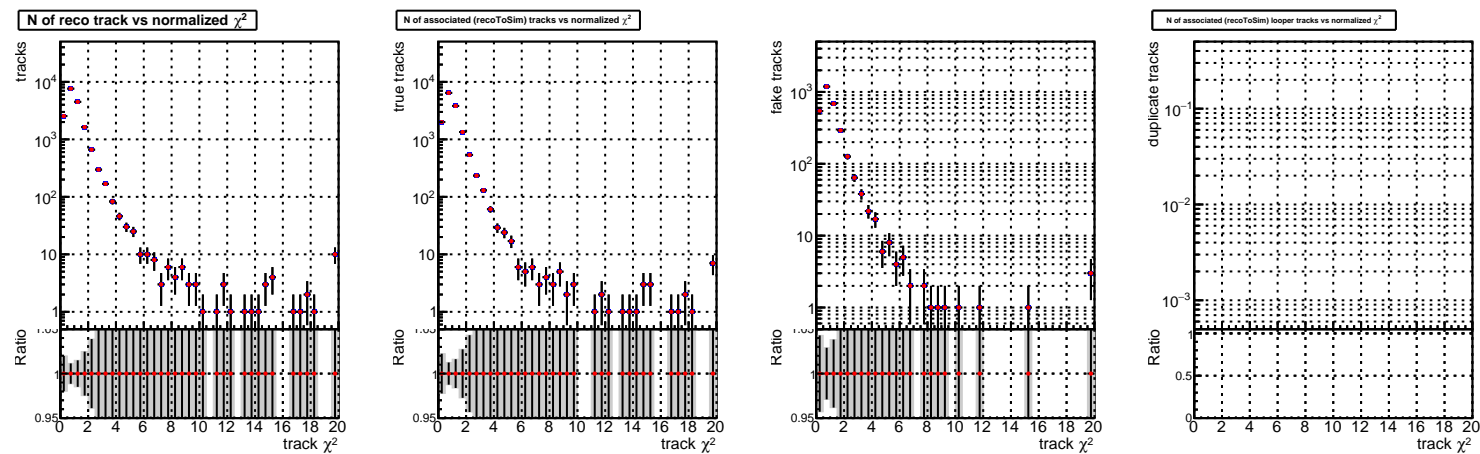 N of reco track vs normalized χ²
tracks
10⁴
10³
10²
10
1
Ratio
1.05
1
0.95
0 2 4 6 8 10 12 14 16 18 20
track χ²
N of associated (recoToSim) tracks vs normalized χ²
true tracks
10⁴
10³
10²
10
1
Ratio
1.05
1
0.95
0 2 4 6 8 10 12 14 16 18 20
track χ²
fake tracks
10³
10²
10
1
Ratio
1.05
1
0.95
0 2 4 6 8 10 12 14 16 18 20
track χ²
N of associated (recoToSim) looper tracks vs normalized χ²
duplicate tracks
10⁻¹
10⁻²
10⁻³
Ratio
1
0.5
0
0 2 4 6 8 10 12 14 16 18 20
track χ²